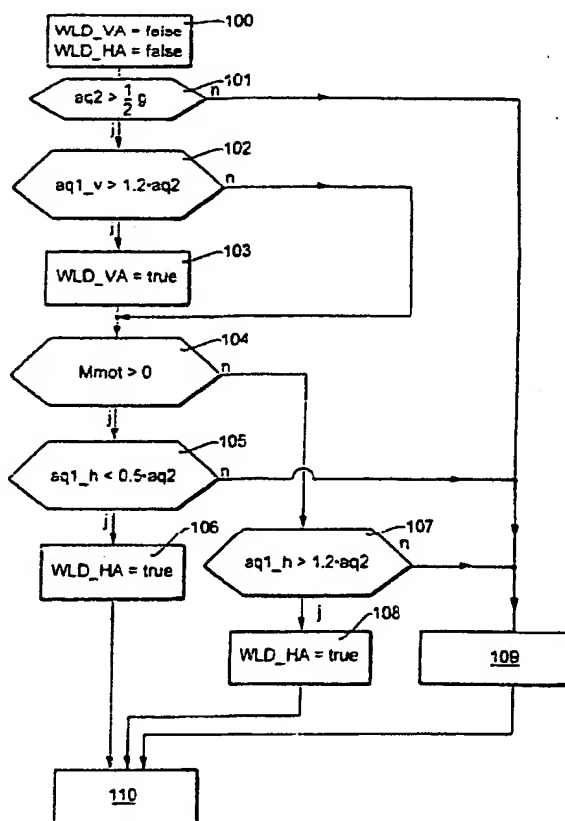 100
WLD_VA = false
WLD_HA = false
101
aq2 > 1/2 g
n
j
102
aq1_v > 1.2·aq2
n
j
103
WLD_VA = true
104
Mmot > 0
n
j
105
aq1_h < 0.5·aq2
n
j
106
WLD_HA = true
107
aq1_h > 1.2·aq2
n
j
108
WLD_HA = true
109
110